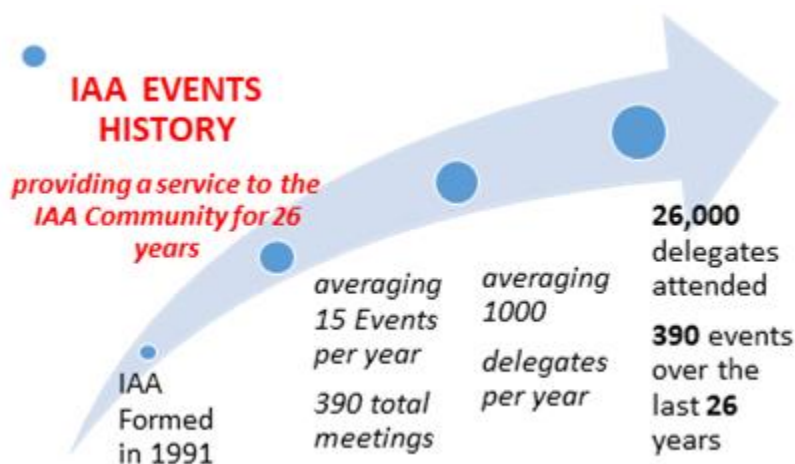 IAA EVENTS
HISTORY
providing a service to the
IAA Community for 26
years
IAA
Formed
in 1991
averaging
15 Events
per year
390 total
meetings
averaging
1000
delegates
per year
26,000
delegates
attended
390 events
over the
last 26
years